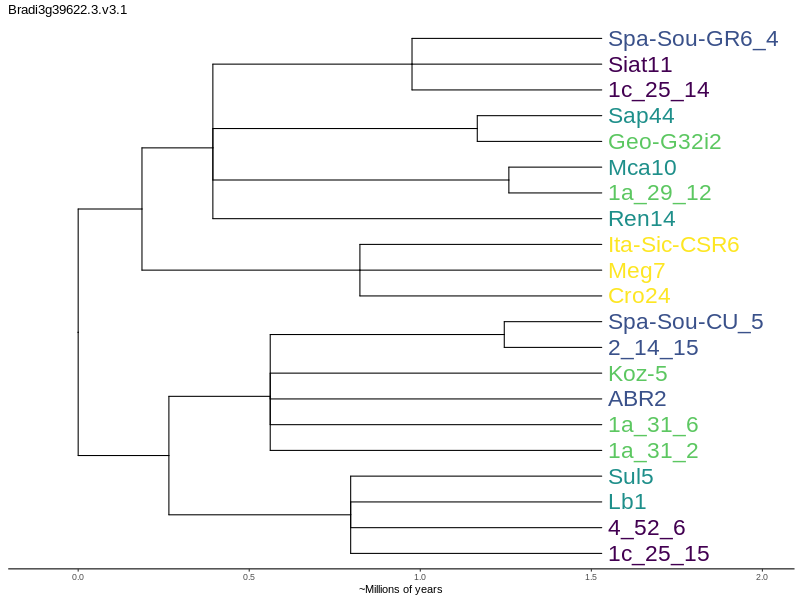 Bradi3g39622.3.v3.1
Spa-Sou-GR6_4
Siat11
1c_25_14
Sap44
Geo-G32i2
Mca10
1a_29_12
Ren14
Ita-Sic-CSR6
Meg7
Cro24
Spa-Sou-CU_5
2_14_15
Koz-5
ABR2
1a_31_6
1a_31_2
Sul5
Lb1
4_52_6
1c_25_15
0.0 0.5 1.0 1.5 2.0
~Millions of years